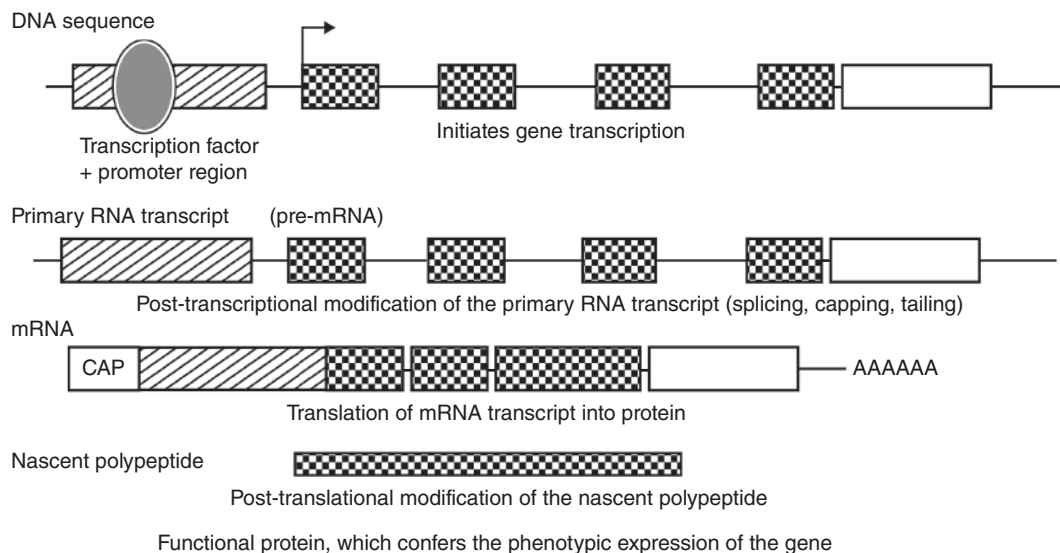 DNA sequence
Transcription factor
+ promoter region
Initiates gene transcription
Primary RNA transcript (pre-mRNA)
Post-transcriptional modification of the primary RNA transcript (splicing, capping, tailing)
mRNA
CAP
AAAAAA
Translation of mRNA transcript into protein
Nascent polypeptide
Post-translational modification of the nascent polypeptide
Functional protein, which confers the phenotypic expression of the gene